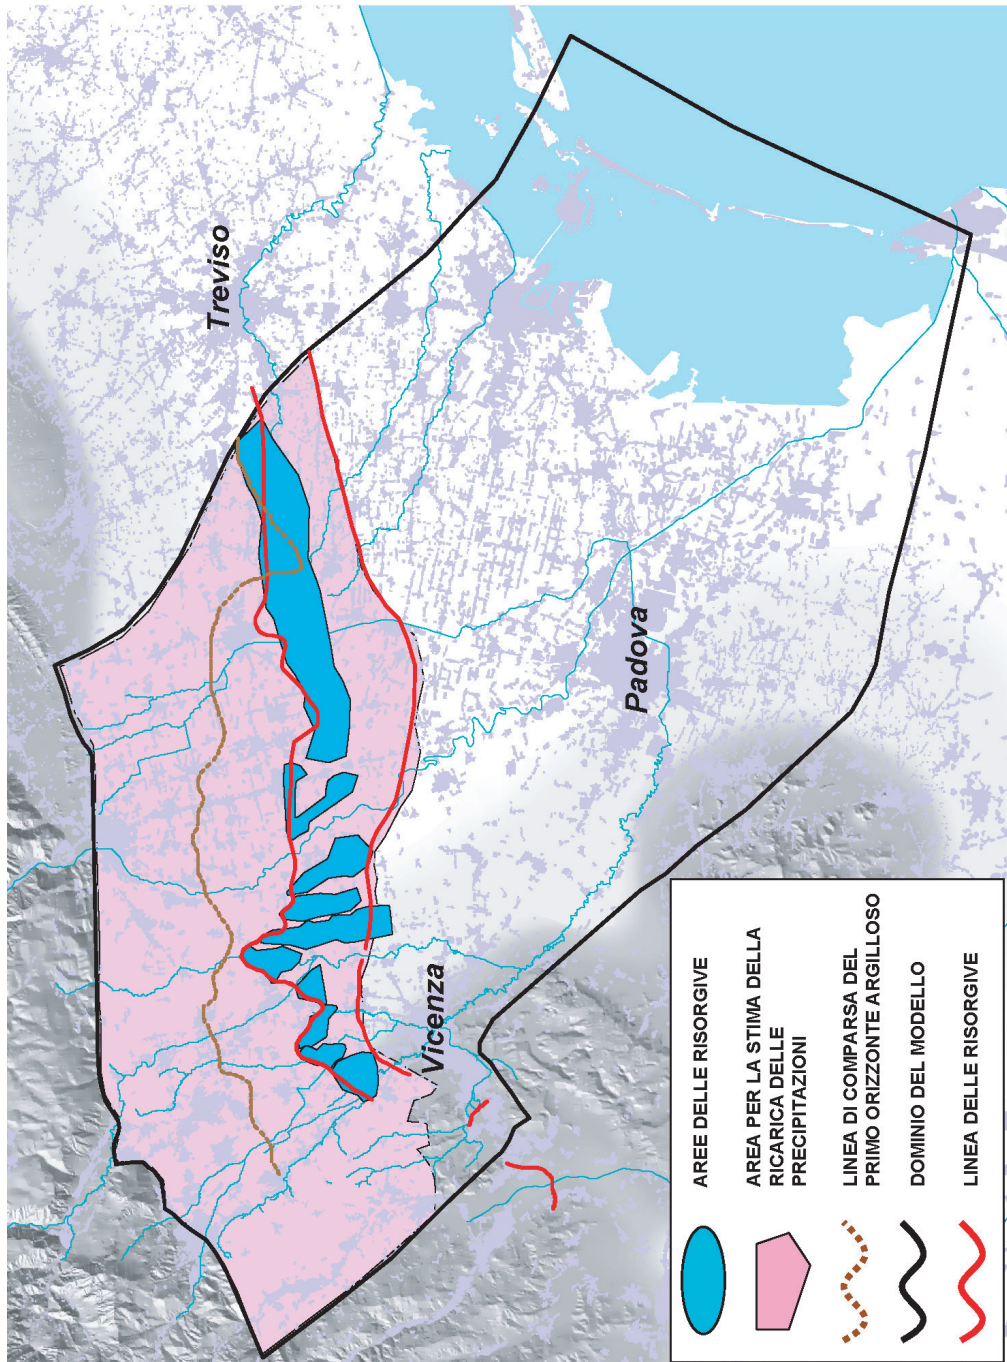 Treviso
Padova
Vicenza
AREE DELLE RISORGIVE
AREA PER LA STIMA DELLA
RICARICA DELLE
PRECIPITAZIONI
LINEA DI COMPARSA DEL
PRIMO ORIZZONTE ARGILLOSO
DOMINIO DEL MODELLO
LINEA DELLE RISORGIVE